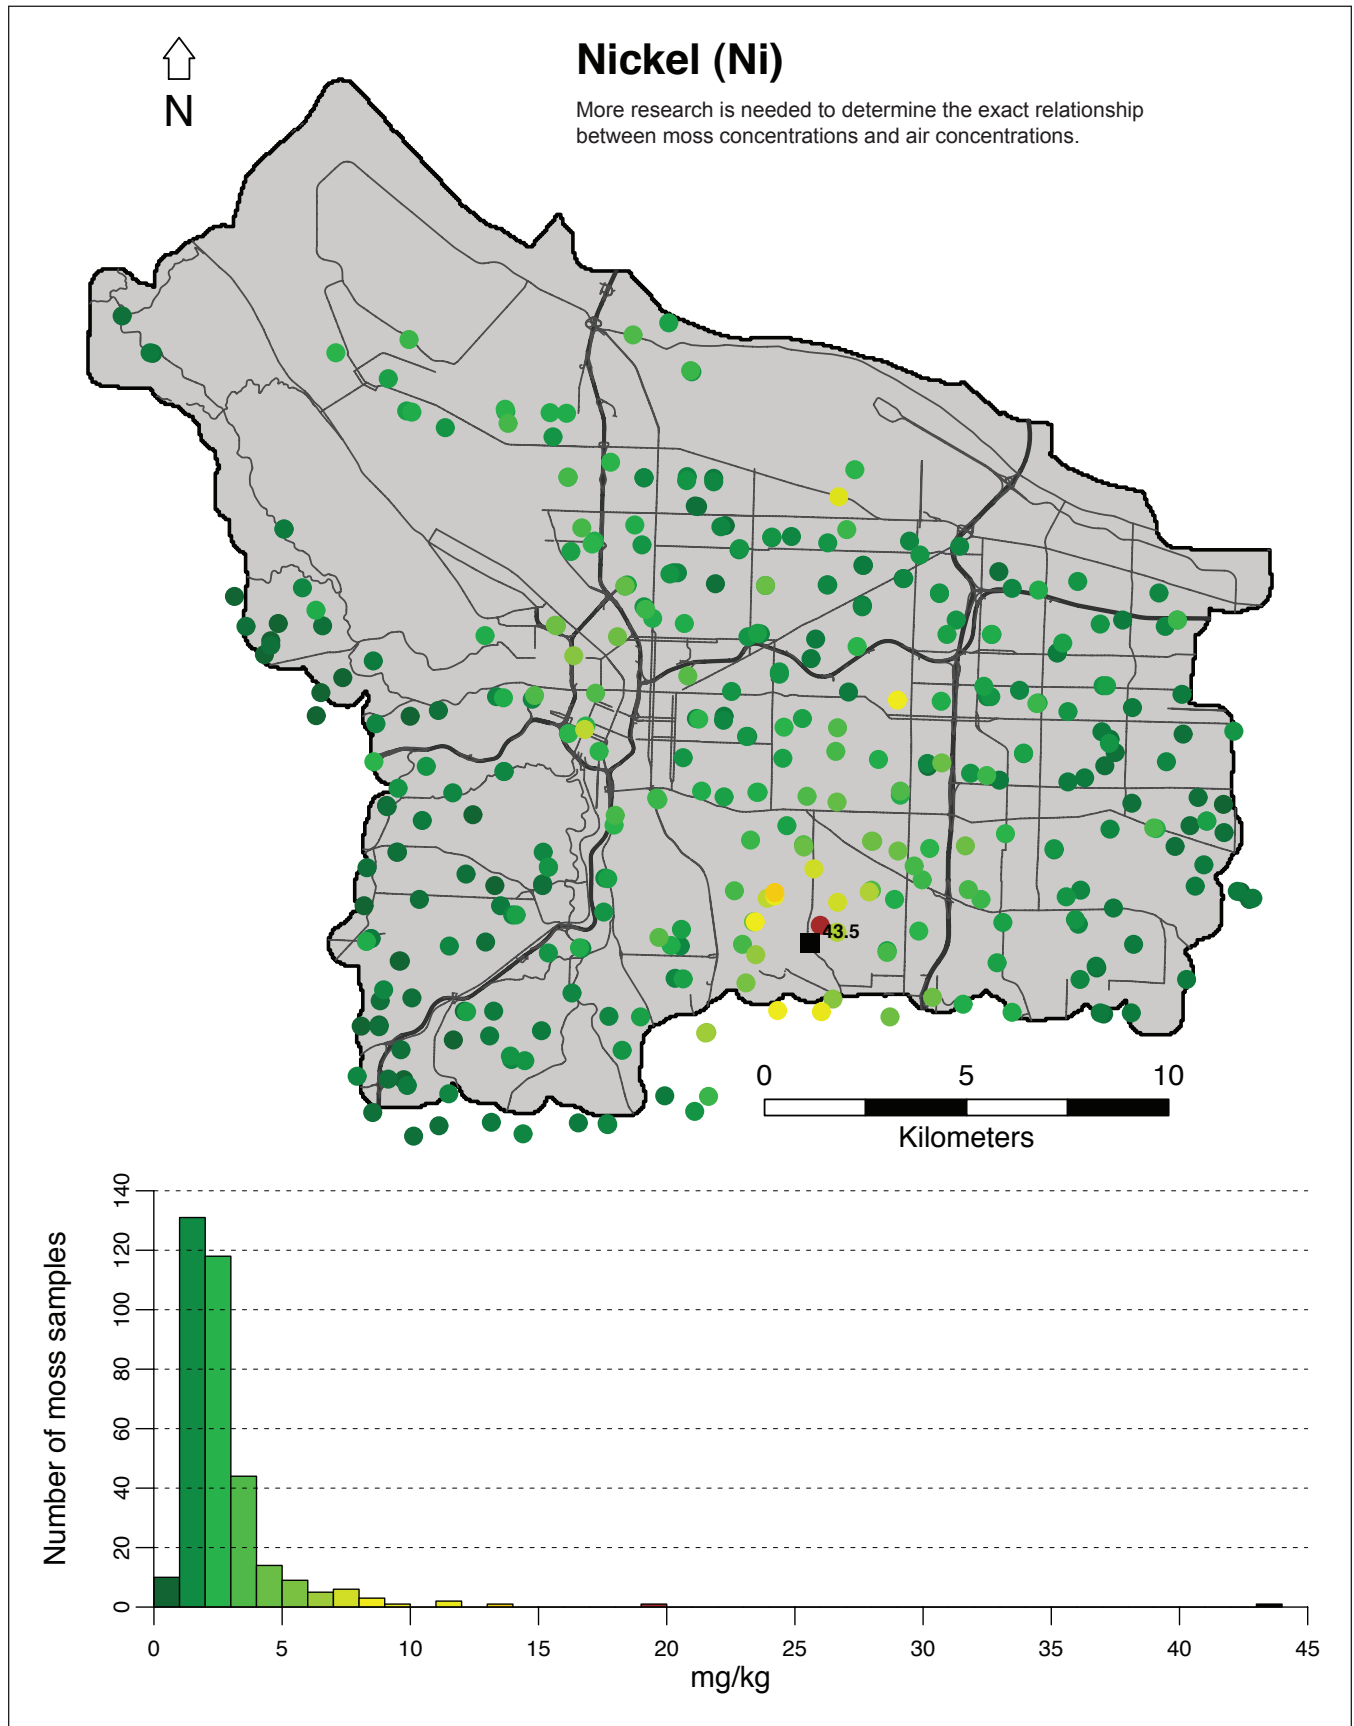 Nickel (Ni)
More research is needed to determine the exact relationship
between moss concentrations and air concentrations.
N
43.5
0 5 10
Kilometers
Number of moss samples
140
120
100
80
60
40
20
0
0 5 10 15 20 25 30 35 40 45
mg/kg